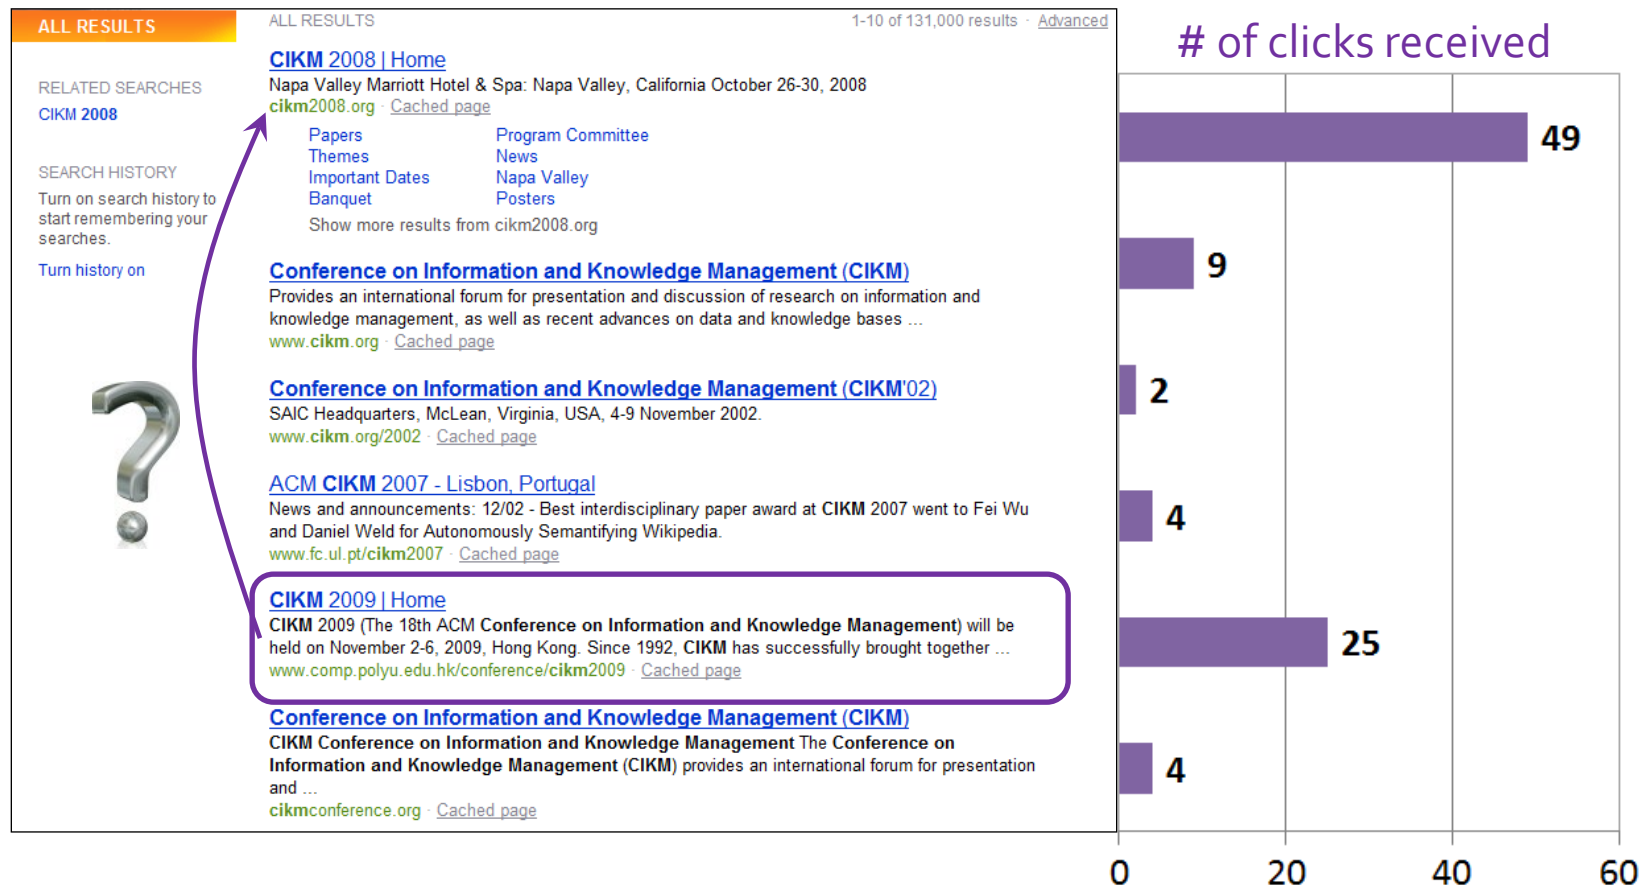 ALL RESULTS
RELATED SEARCHES
CIKM 2008
SEARCH HISTORY
Turn on search history to
start remembering your
searches.
Turn history on
ALL RESULTS
1-10 of 131,000 results · Advanced
CIKM 2008 | Home
Napa Valley Marriott Hotel & Spa: Napa Valley, California October 26-30, 2008
cikm2008.org · Cached page
Papers Program Committee
Themes News
Important Dates Napa Valley
Banquet Posters
Show more results from cikm2008.org
Conference on Information and Knowledge Management (CIKM)
Provides an international forum for presentation and discussion of research on information and
knowledge management, as well as recent advances on data and knowledge bases ...
www.cikm.org · Cached page
Conference on Information and Knowledge Management (CIKM'02)
SAIC Headquarters, McLean, Virginia, USA, 4-9 November 2002.
www.cikm.org/2002 · Cached page
ACM CIKM 2007 - Lisbon, Portugal
News and announcements: 12/02 - Best interdisciplinary paper award at CIKM 2007 went to Fei Wu
and Daniel Weld for Autonomously Semantifying Wikipedia.
www.fc.ul.pt/cikm2007 · Cached page
CIKM 2009 | Home
CIKM 2009 (The 18th ACM Conference on Information and Knowledge Management) will be
held on November 2-6, 2009, Hong Kong. Since 1992, CIKM has successfully brought together ...
www.comp.polyu.edu.hk/conference/cikm2009 · Cached page
Conference on Information and Knowledge Management (CIKM)
CIKM Conference on Information and Knowledge Management The Conference on
Information and Knowledge Management (CIKM) provides an international forum for presentation
and ...
cikmconference.org · Cached page
# of clicks received
49
9
2
4
25
4
0 20 40 60